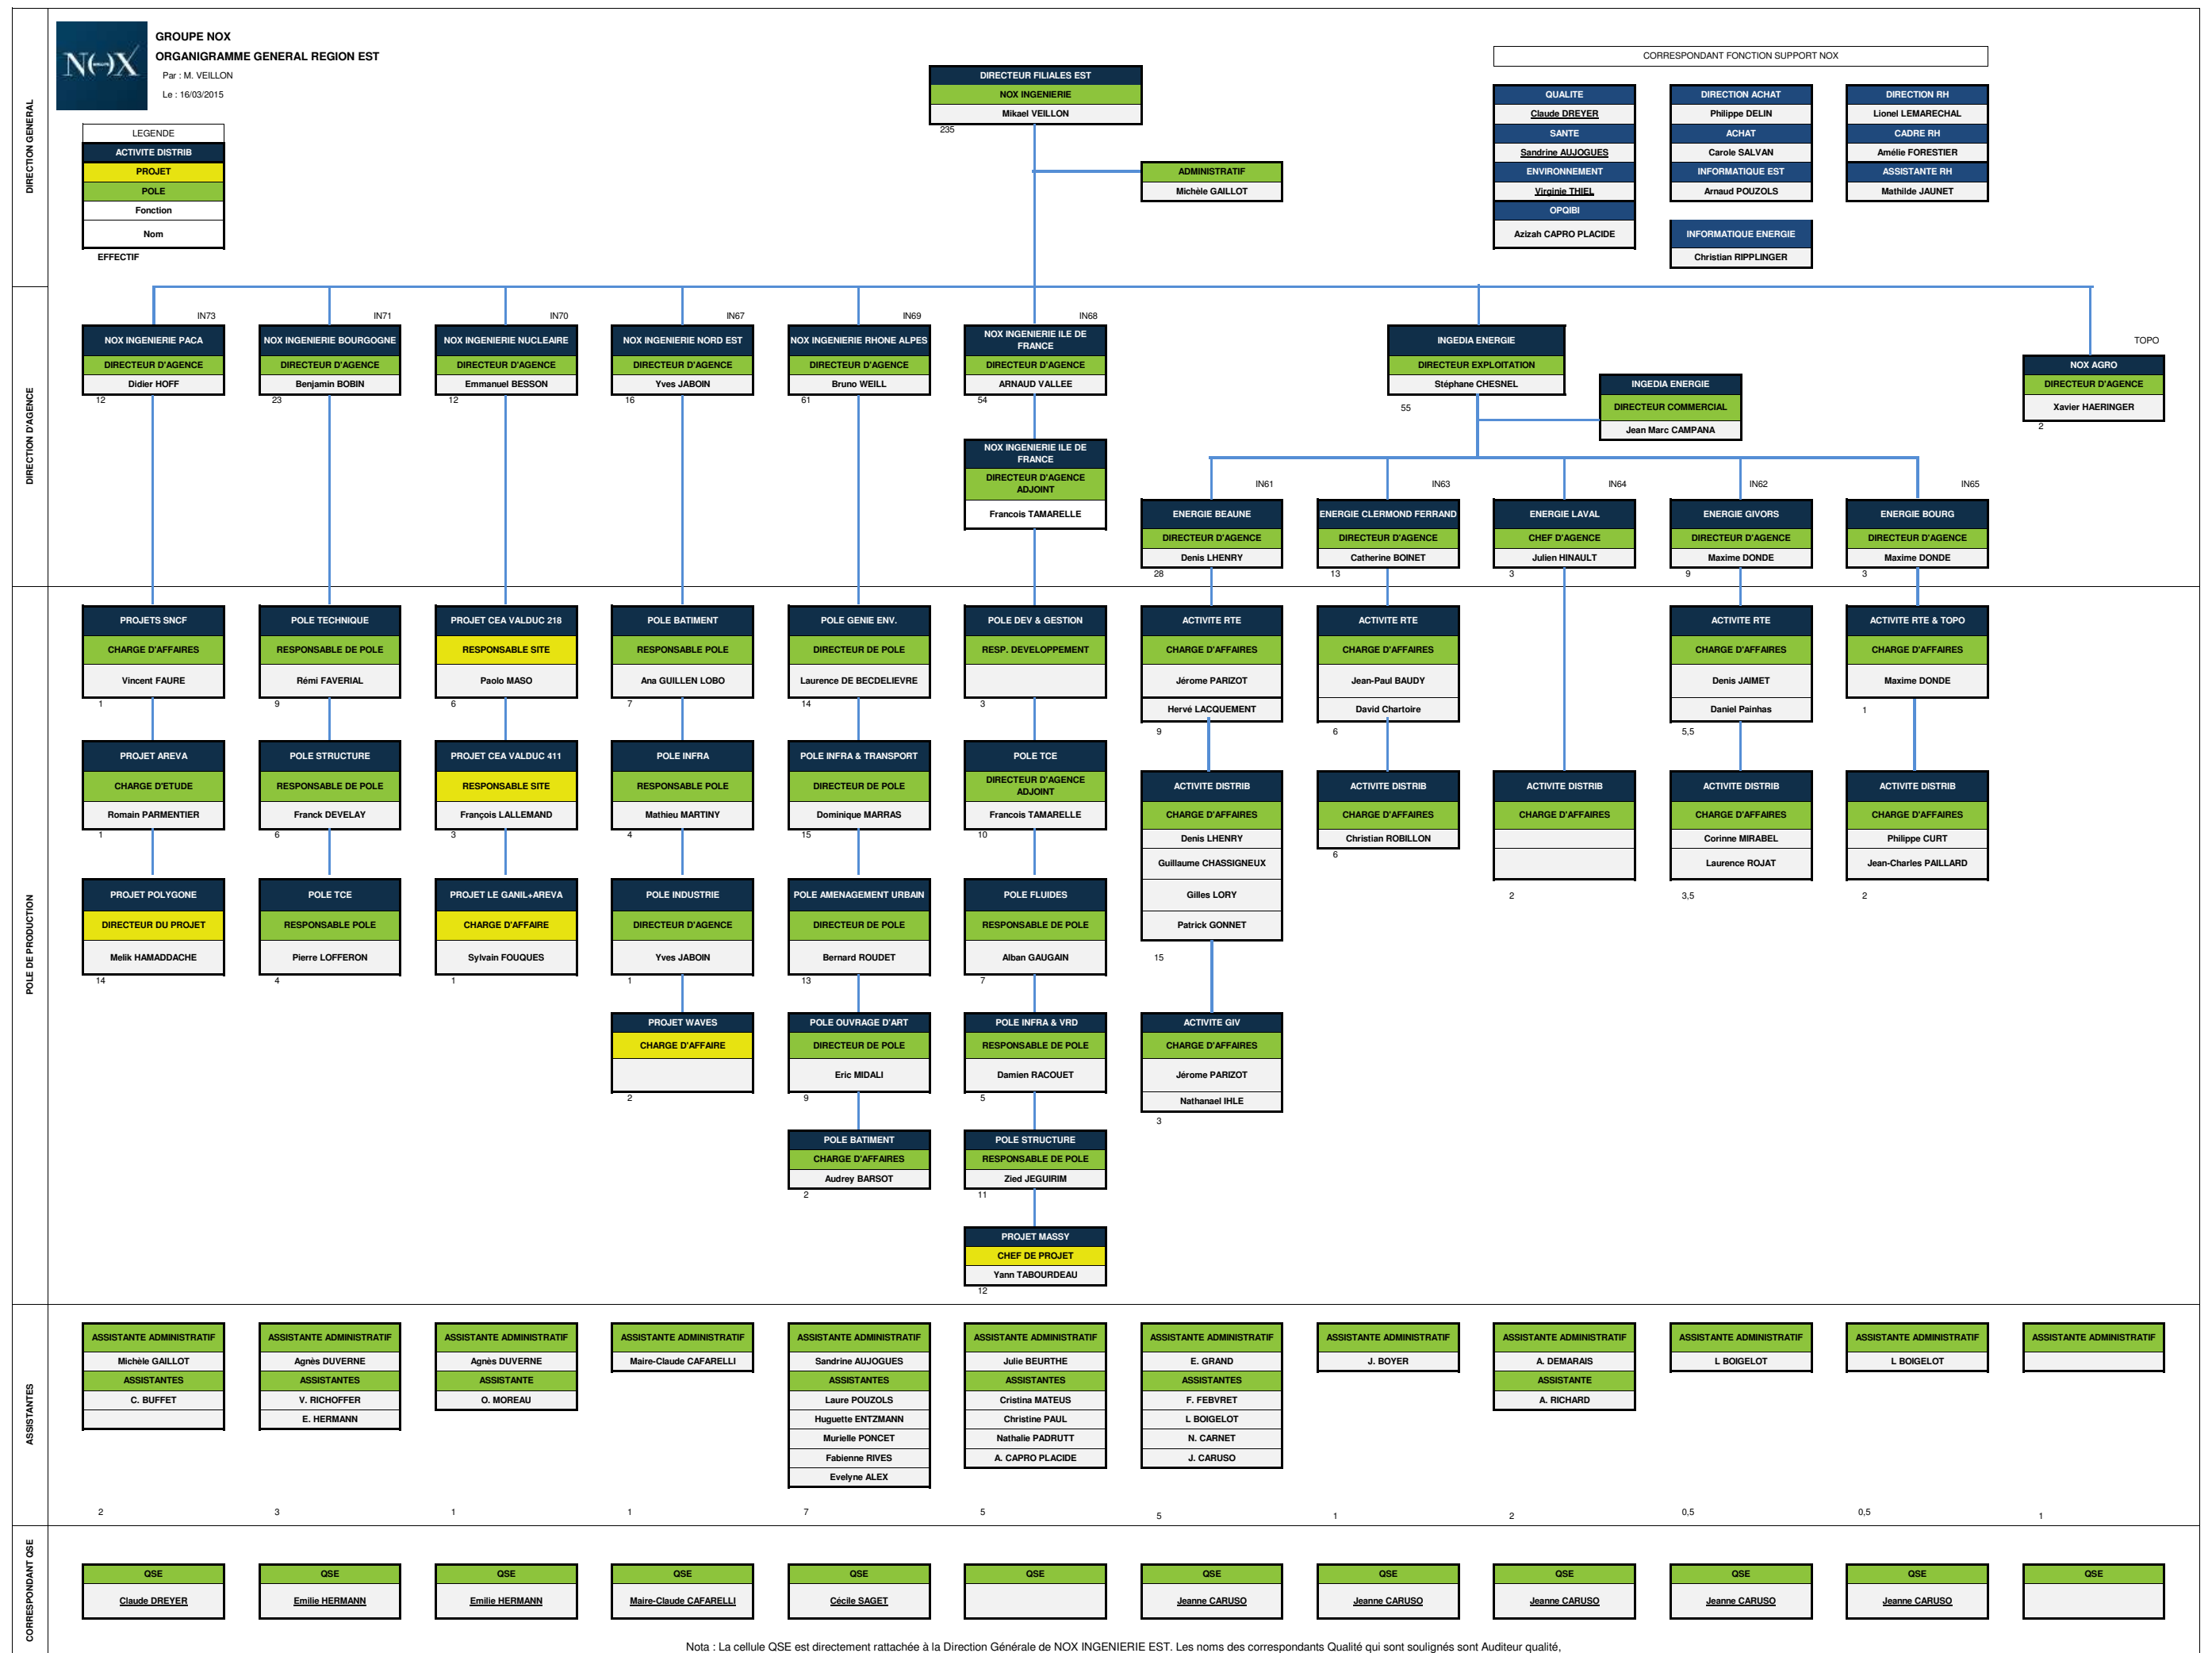 NOX
GROUPE NOX
ORGANIGRAMME GENERAL REGION EST
Par : M. VEILLON
Le : 16/03/2015
DIRECTION GENERAL
LEGENDE
ACTIVITE DISTRIB
PROJET
POLE
Fonction
Nom
EFFECTIF
DIRECTEUR FILIALES EST
NOX INGENIERIE
Mikael VEILLON
235
ADMINISTRATIF
Michèle GAILLOT
CORRESPONDANT FONCTION SUPPORT NOX
QUALITE
Claude DREYER
SANTE
Sandrine AUJOGUES
ENVIRONNEMENT
Virginie THIEL
OPQIBI
Azizah CAPRO PLACIDE
DIRECTION ACHAT
Philippe DELIN
ACHAT
Carole SALVAN
INFORMATIQUE EST
Arnaud POUZOLS
INFORMATIQUE ENERGIE
Christian RIPPLINGER
DIRECTION RH
Lionel LEMARECHAL
CADRE RH
Amélie FORESTIER
ASSISTANTE RH
Mathilde JAUNET
DIRECTION D'AGENCE
IN73
NOX INGENIERIE PACA
DIRECTEUR D'AGENCE
Didier HOFF
12
IN71
NOX INGENIERIE BOURGOGNE
DIRECTEUR D'AGENCE
Benjamin BOBIN
23
IN70
NOX INGENIERIE NUCLEAIRE
DIRECTEUR D'AGENCE
Emmanuel BESSON
12
IN67
NOX INGENIERIE NORD EST
DIRECTEUR D'AGENCE
Yves JABOIN
16
IN69
NOX INGENIERIE RHONE ALPES
DIRECTEUR D'AGENCE
Bruno WEILL
61
IN68
NOX INGENIERIE ILE DE
FRANCE
DIRECTEUR D'AGENCE
ARNAUD VALLEE
54
NOX INGENIERIE ILE DE
FRANCE
DIRECTEUR D'AGENCE
ADJOINT
Francois TAMARELLE
INGEDIA ENERGIE
DIRECTEUR EXPLOITATION
Stéphane CHESNEL
55
INGEDIA ENERGIE
DIRECTEUR COMMERCIAL
Jean Marc CAMPANA
TOPO
NOX AGRO
DIRECTEUR D'AGENCE
Xavier HAERINGER
2
IN61
ENERGIE BEAUNE
DIRECTEUR D'AGENCE
Denis LHENRY
28
IN63
ENERGIE CLERMOND FERRAND
DIRECTEUR D'AGENCE
Catherine BOINET
13
IN64
ENERGIE LAVAL
CHEF D'AGENCE
Julien HINAULT
3
IN62
ENERGIE GIVORS
DIRECTEUR D'AGENCE
Maxime DONDE
9
IN65
ENERGIE BOURG
DIRECTEUR D'AGENCE
Maxime DONDE
3
POLE DE PRODUCTION
PROJETS SNCF
CHARGE D'AFFAIRES
Vincent FAURE
1
PROJET AREVA
CHARGE D'ETUDE
Romain PARMENTIER
1
PROJET POLYGONE
DIRECTEUR DU PROJET
Melik HAMADDACHE
14
POLE TECHNIQUE
RESPONSABLE DE POLE
Rémi FAVERIAL
9
POLE STRUCTURE
RESPONSABLE DE POLE
Franck DEVELAY
6
POLE TCE
RESPONSABLE POLE
Pierre LOFFERON
4
PROJET CEA VALDUC 218
RESPONSABLE SITE
Paolo MASO
6
PROJET CEA VALDUC 411
RESPONSABLE SITE
François LALLEMAND
3
PROJET LE GANIL+AREVA
CHARGE D'AFFAIRE
Sylvain FOUQUES
1
POLE BATIMENT
RESPONSABLE POLE
Ana GUILLEN LOBO
7
POLE INFRA
RESPONSABLE POLE
Mathieu MARTINY
4
POLE INDUSTRIE
DIRECTEUR D'AGENCE
Yves JABOIN
1
PROJET WAVES
CHARGE D'AFFAIRE
2
POLE GENIE ENV.
DIRECTEUR DE POLE
Laurence DE BECDELIEVRE
14
POLE INFRA & TRANSPORT
DIRECTEUR DE POLE
Dominique MARRAS
15
POLE AMENAGEMENT URBAIN
DIRECTEUR DE POLE
Bernard ROUDET
13
POLE OUVRAGE D'ART
DIRECTEUR DE POLE
Eric MIDALI
9
POLE BATIMENT
CHARGE D'AFFAIRES
Audrey BARSOT
2
POLE DEV & GESTION
RESP. DEVELOPPEMENT
3
POLE TCE
DIRECTEUR D'AGENCE
ADJOINT
Francois TAMARELLE
10
POLE FLUIDES
RESPONSABLE DE POLE
Alban GAUGAIN
7
POLE INFRA & VRD
RESPONSABLE DE POLE
Damien RACOUET
5
POLE STRUCTURE
RESPONSABLE DE POLE
Zied JEGUIRIM
11
PROJET MASSY
CHEF DE PROJET
Yann TABOURDEAU
12
ACTIVITE RTE
CHARGE D'AFFAIRES
Jérome PARIZOT
Hervé LACQUEMENT
9
ACTIVITE DISTRIB
CHARGE D'AFFAIRES
Denis LHENRY
Guillaume CHASSIGNEUX
Gilles LORY
Patrick GONNET
15
ACTIVITE GIV
CHARGE D'AFFAIRES
Jérome PARIZOT
Nathanael IHLE
3
ACTIVITE RTE
CHARGE D'AFFAIRES
Jean-Paul BAUDY
David Chartoire
6
ACTIVITE DISTRIB
CHARGE D'AFFAIRES
Christian ROBILLON
6
ACTIVITE DISTRIB
CHARGE D'AFFAIRES
2
ACTIVITE RTE
CHARGE D'AFFAIRES
Denis JAIMET
Daniel Painhas
5,5
ACTIVITE DISTRIB
CHARGE D'AFFAIRES
Corinne MIRABEL
Laurence ROJAT
3,5
ACTIVITE RTE & TOPO
CHARGE D'AFFAIRES
Maxime DONDE
1
ACTIVITE DISTRIB
CHARGE D'AFFAIRES
Philippe CURT
Jean-Charles PAILLARD
2
ASSISTANTES
ASSISTANTE ADMINISTRATIF
Michèle GAILLOT
ASSISTANTES
C. BUFFET
2
ASSISTANTE ADMINISTRATIF
Agnès DUVERNE
ASSISTANTES
V. RICHOFFER
E. HERMANN
3
ASSISTANTE ADMINISTRATIF
Agnès DUVERNE
ASSISTANTE
O. MOREAU
1
ASSISTANTE ADMINISTRATIF
Maire-Claude CAFARELLI
1
ASSISTANTE ADMINISTRATIF
Sandrine AUJOGUES
ASSISTANTES
Laure POUZOLS
Huguette ENTZMANN
Murielle PONCET
Fabienne RIVES
Evelyne ALEX
7
ASSISTANTE ADMINISTRATIF
Julie BEURTHE
ASSISTANTES
Cristina MATEUS
Christine PAUL
Nathalie PADRUTT
A. CAPRO PLACIDE
5
ASSISTANTE ADMINISTRATIF
E. GRAND
ASSISTANTES
F. FEBVRET
L BOIGELOT
N. CARNET
J. CARUSO
5
ASSISTANTE ADMINISTRATIF
J. BOYER
1
ASSISTANTE ADMINISTRATIF
A. DEMARAIS
ASSISTANTE
A. RICHARD
2
ASSISTANTE ADMINISTRATIF
L BOIGELOT
0,5
ASSISTANTE ADMINISTRATIF
L BOIGELOT
0,5
ASSISTANTE ADMINISTRATIF
1
CORRESPONDANT QSE
QSE
Claude DREYER
QSE
Emilie HERMANN
QSE
Emilie HERMANN
QSE
Maire-Claude CAFARELLI
QSE
Cécile SAGET
QSE
QSE
Jeanne CARUSO
QSE
Jeanne CARUSO
QSE
Jeanne CARUSO
QSE
Jeanne CARUSO
QSE
Jeanne CARUSO
QSE
Nota : La cellule QSE est directement rattachée à la Direction Générale de NOX INGENIERIE EST. Les noms des correspondants Qualité qui sont soulignés sont Auditeur qualité,